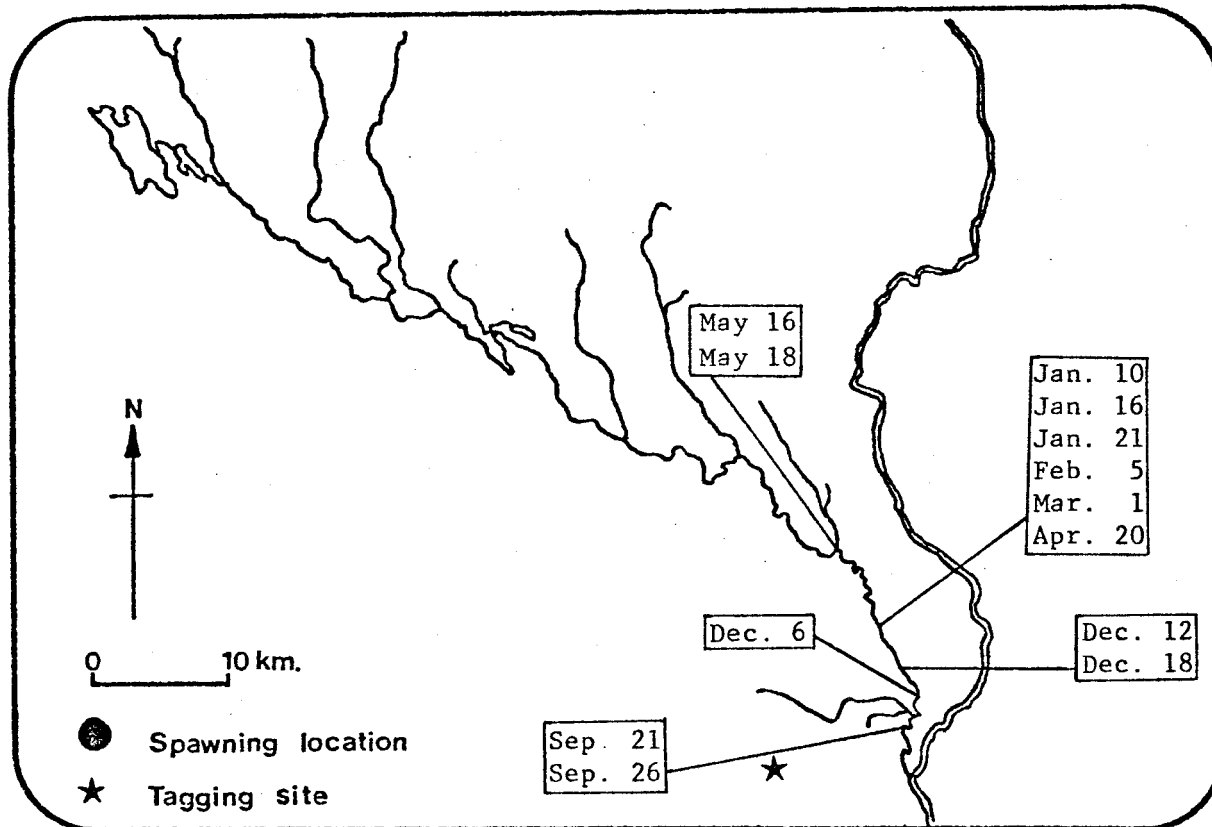 May 16
May 18
Jan. 10
Jan. 16
Jan. 21
Feb. 5
Mar. 1
Apr. 20
N
Dec. 6
Dec. 12
Dec. 18
0 10 km.
Sep. 21
Sep. 26
Spawning location
Tagging site